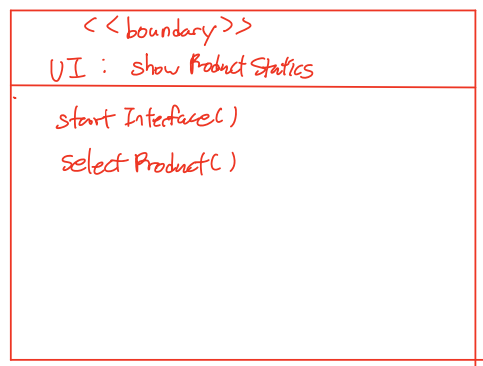 <<boundary>>
UI : show Product Statics
start Interface()
select Product()